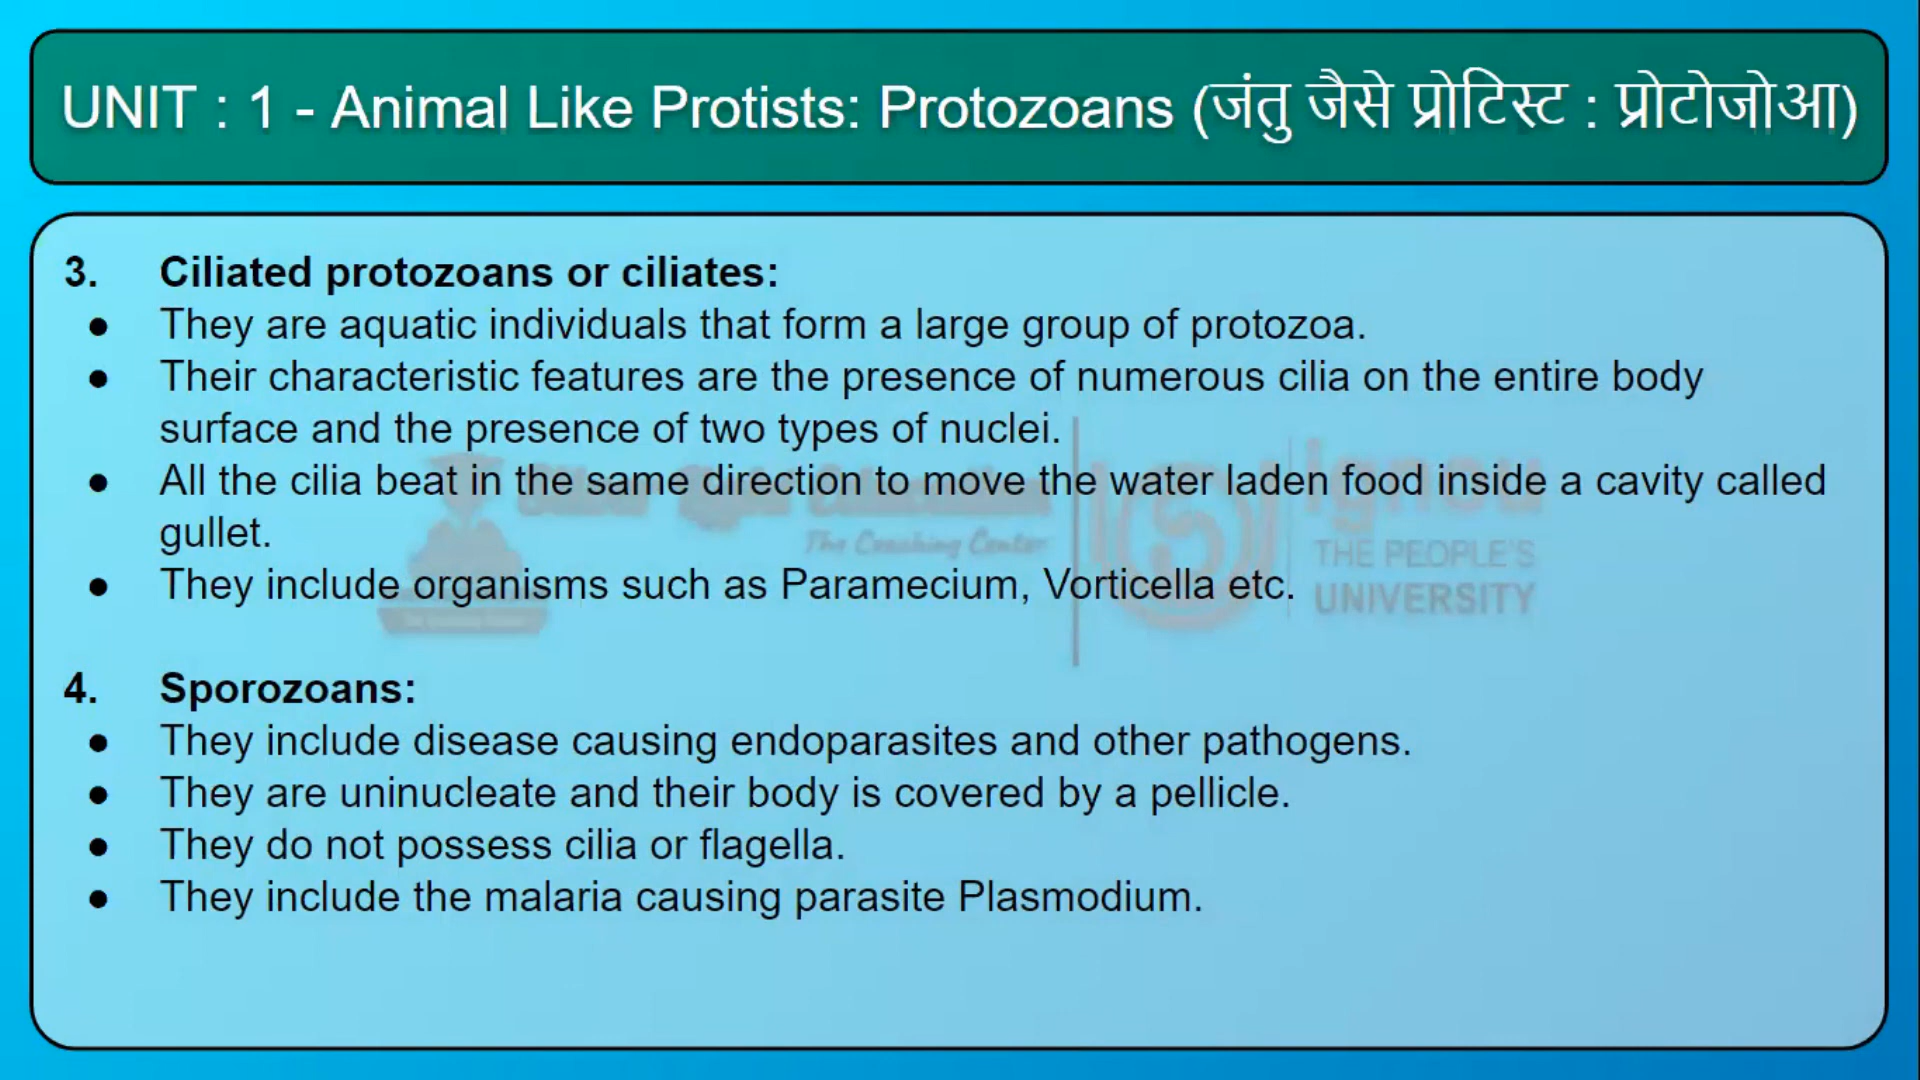 UNIT : 1 - Animal Like Protists: Protozoans (जंतु जैसे प्रोटिस्ट : प्रोटोजोआ)
3. Ciliated protozoans or ciliates:
● They are aquatic individuals that form a large group of protozoa.
● Their characteristic features are the presence of numerous cilia on the entire body
surface and the presence of two types of nuclei.
● All the cilia beat in the same direction to move the water laden food inside a cavity called
gullet.
● They include organisms such as Paramecium, Vorticella etc.
The Coaching Center
ignou
THE PEOPLE'S
UNIVERSITY
4. Sporozoans:
● They include disease causing endoparasites and other pathogens.
● They are uninucleate and their body is covered by a pellicle.
● They do not possess cilia or flagella.
● They include the malaria causing parasite Plasmodium.